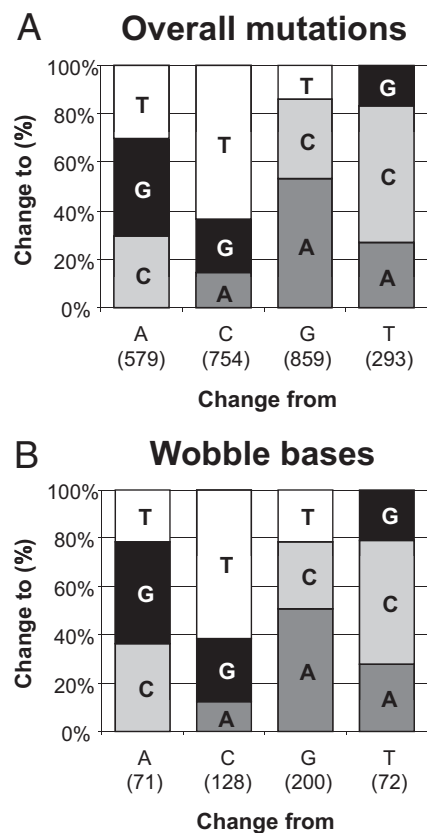 A Overall mutations
Change to (%)
100%
80%
60%
40%
20%
0%
T
G
C
T
G
A
T
C
A
G
C
A
A C G T
(579) (754) (859) (293)
Change from
B Wobble bases
Change to (%)
100%
80%
60%
40%
20%
0%
T
G
C
T
G
A
T
C
A
G
C
A
A C G T
(71) (128) (200) (72)
Change from